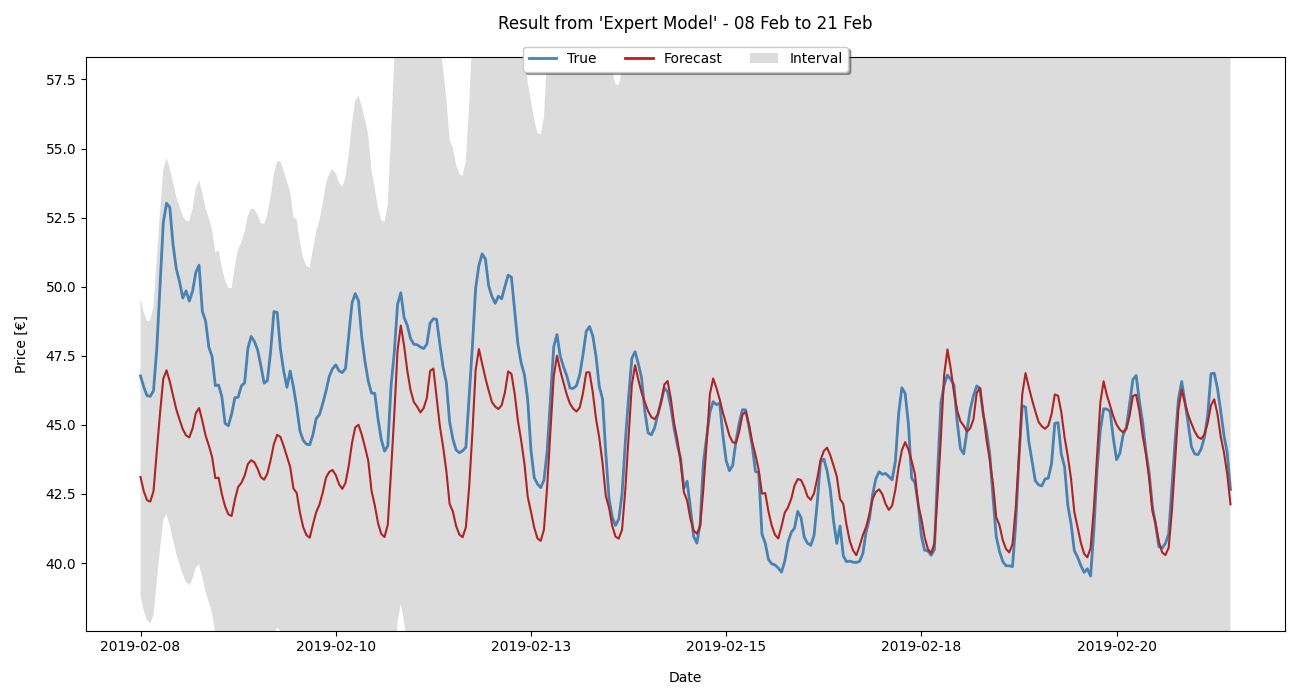 Result from 'Expert Model' - 08 Feb to 21 Feb
True Forecast Interval
57.5
55.0
52.5
50.0
47.5
45.0
42.5
40.0
Price [€]
2019-02-08 2019-02-10 2019-02-13 2019-02-15 2019-02-18 2019-02-20
Date